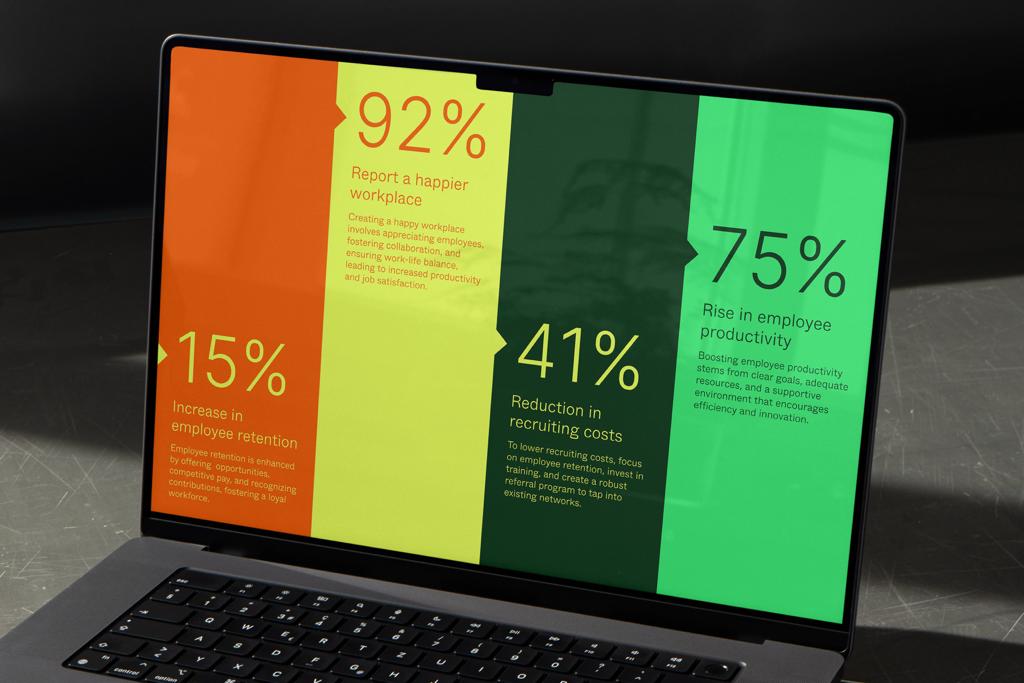 15%
Increase in
employee retention
Employee retention is enhanced
by offering opportunities,
competitive pay, and recognizing
contributions, fostering a loyal
workforce.
92%
Report a happier
workplace
Creating a happy workplace
involves appreciating employees,
fostering collaboration, and
ensuring work-life balance,
leading to increased productivity
and job satisfaction.
41%
Reduction in
recruiting costs
To lower recruiting costs, focus
on employee retention, invest in
training, and create a robust
referral program to tap into
existing networks.
75%
Rise in employee
productivity
Boosting employee productivity
stems from clear goals, adequate
resources, and a supportive
environment that encourages
efficiency and innovation.
esc
Q W E R T Z U I O
A S D F G H J K
Y X C
control option